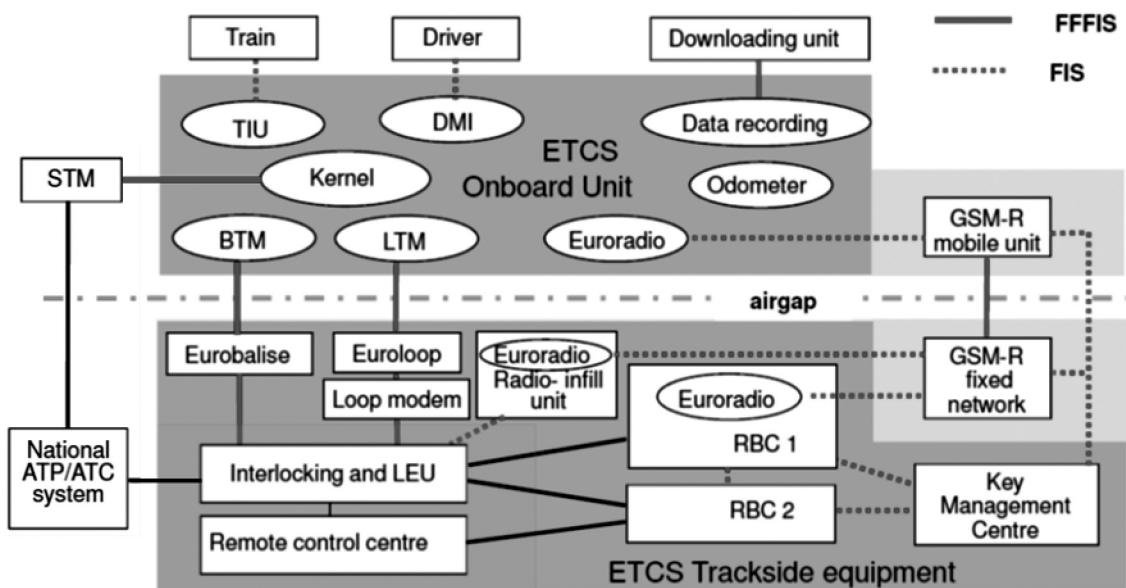 Train
Driver
Downloading unit
FFFIS
FIS
TIU
DMI
Data recording
ETCS
Onboard Unit
STM
Kernel
Odometer
BTM
LTM
Euroradio
GSM-R
mobile unit
airgap
Eurobalise
Euroloop
Loop modem
Euroradio
Radio- infill
unit
Euroradio
RBC 1
GSM-R
fixed
network
National
ATP/ATC
system
Interlocking and LEU
RBC 2
Key
Management
Centre
Remote control centre
ETCS Trackside equipment